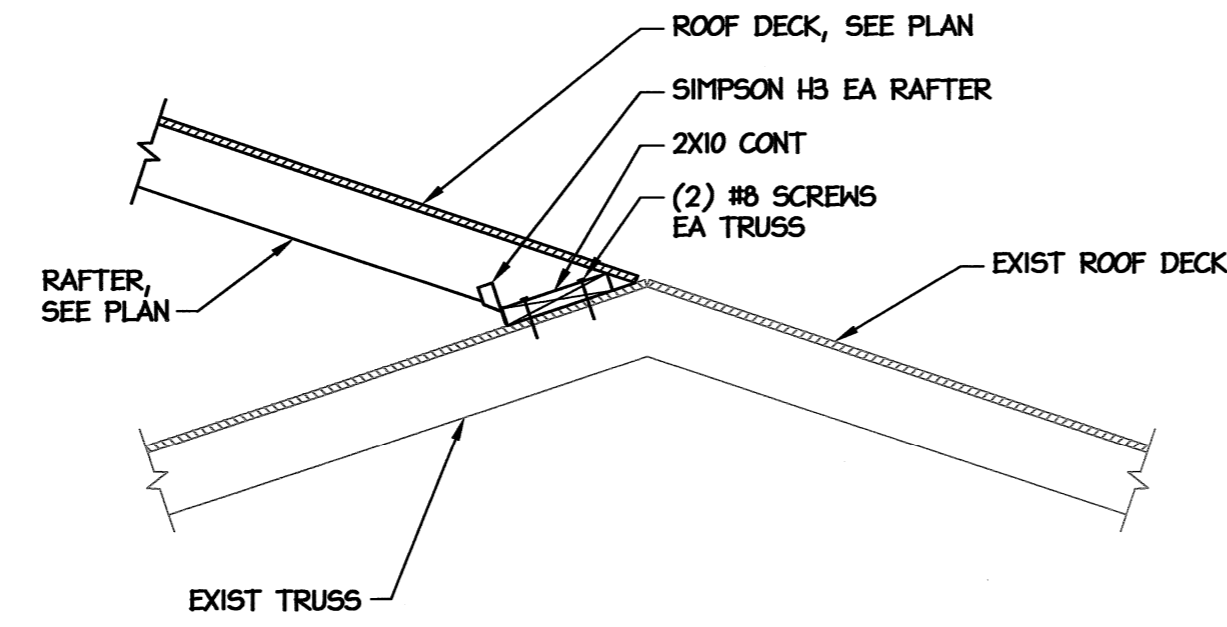 ROOF DECK, SEE PLAN
SIMPSON H3 EA RAFTER
2X10 CONT
(2) #8 SCREWS
EA TRUSS
EXIST ROOF DECK
RAFTER,
SEE PLAN
EXIST TRUSS